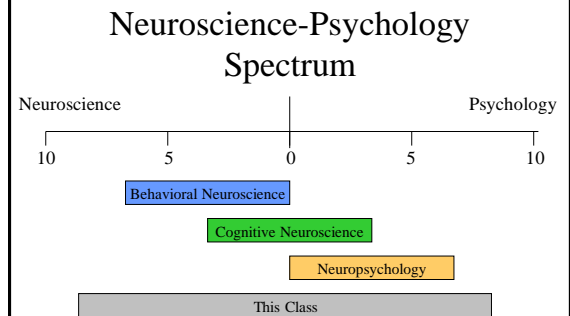 Neuroscience-Psychology
Spectrum
Neuroscience Psychology
10 5 0 5 10
Behavioral Neuroscience
Cognitive Neuroscience
Neuropsychology
This Class